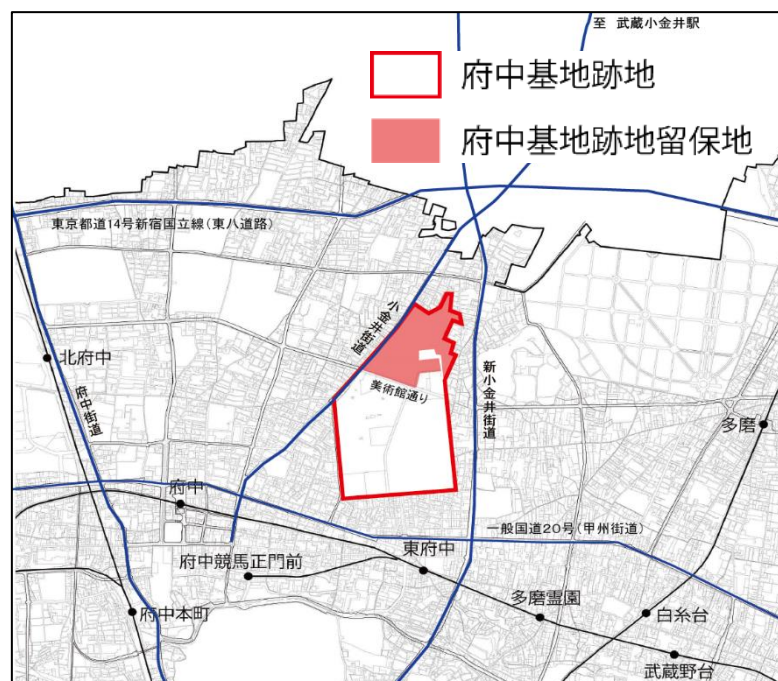 至 武蔵小金井駅
府中基地跡地
府中基地跡地留保地
東京都道14号新宿国立線(東八道路)
小金井街道
北府中
府中街道
美術館通り
新小金井街道
多磨
府中
一般国道20号(甲州街道)
府中競馬正門前
東府中
府中本町
多磨霊園
白糸台
武蔵野台